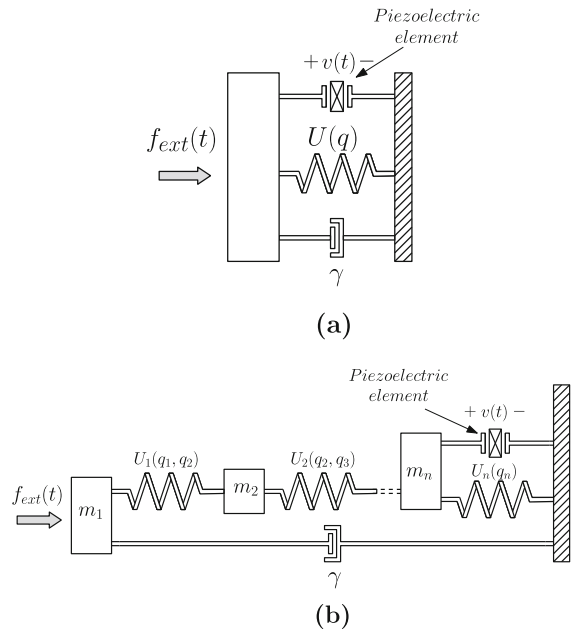 Piezoelectric
element
+ v(t) −
f_ext(t)
U(q)
γ
(a)
Piezoelectric
element
+ v(t) −
U_1(q_1, q_2)
U_2(q_2, q_3)
m_n
U_n(q_n)
f_ext(t)
m_1
m_2
γ
(b)